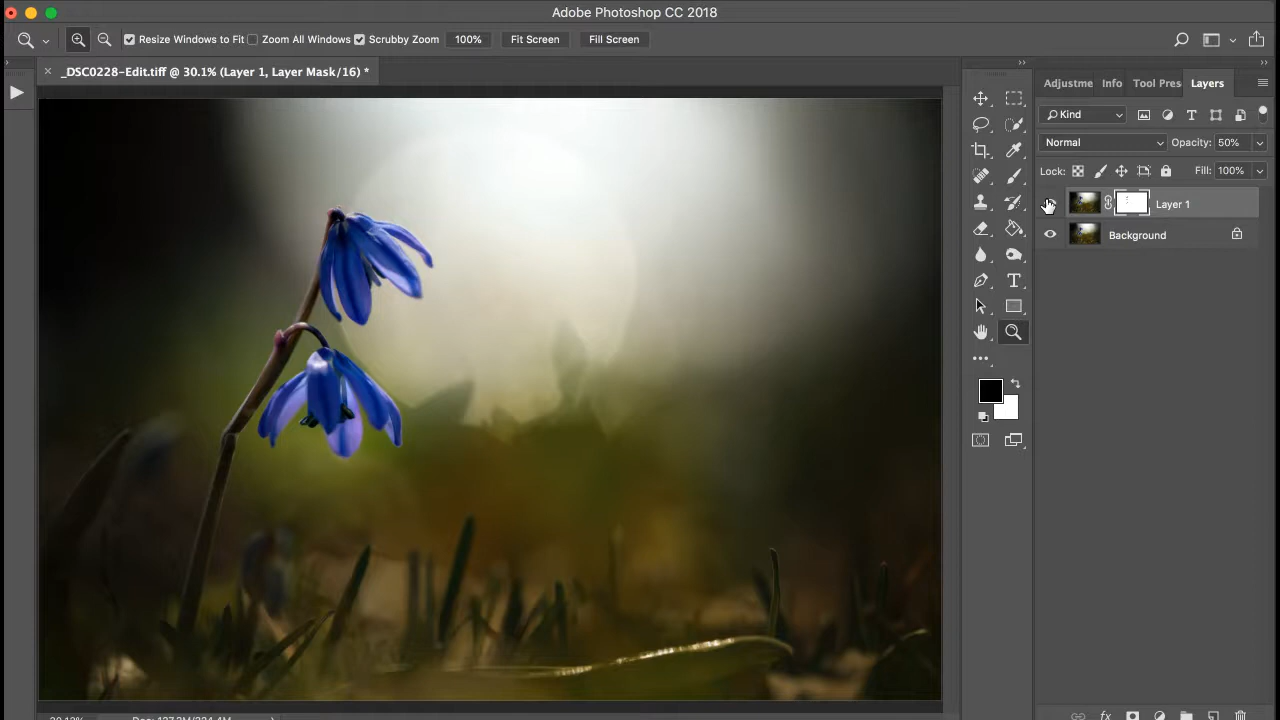 Adobe Photoshop CC 2018
Resize Windows to Fit Zoom All Windows Scrubby Zoom 100% Fit Screen Fill Screen
_DSC0228-Edit.tiff @ 30.1% (Layer 1, Layer Mask/16) *
Adjustme Info Tool Pres Layers
Kind
Normal Opacity: 50%
Lock: Fill: 100%
Layer 1
Background
fx